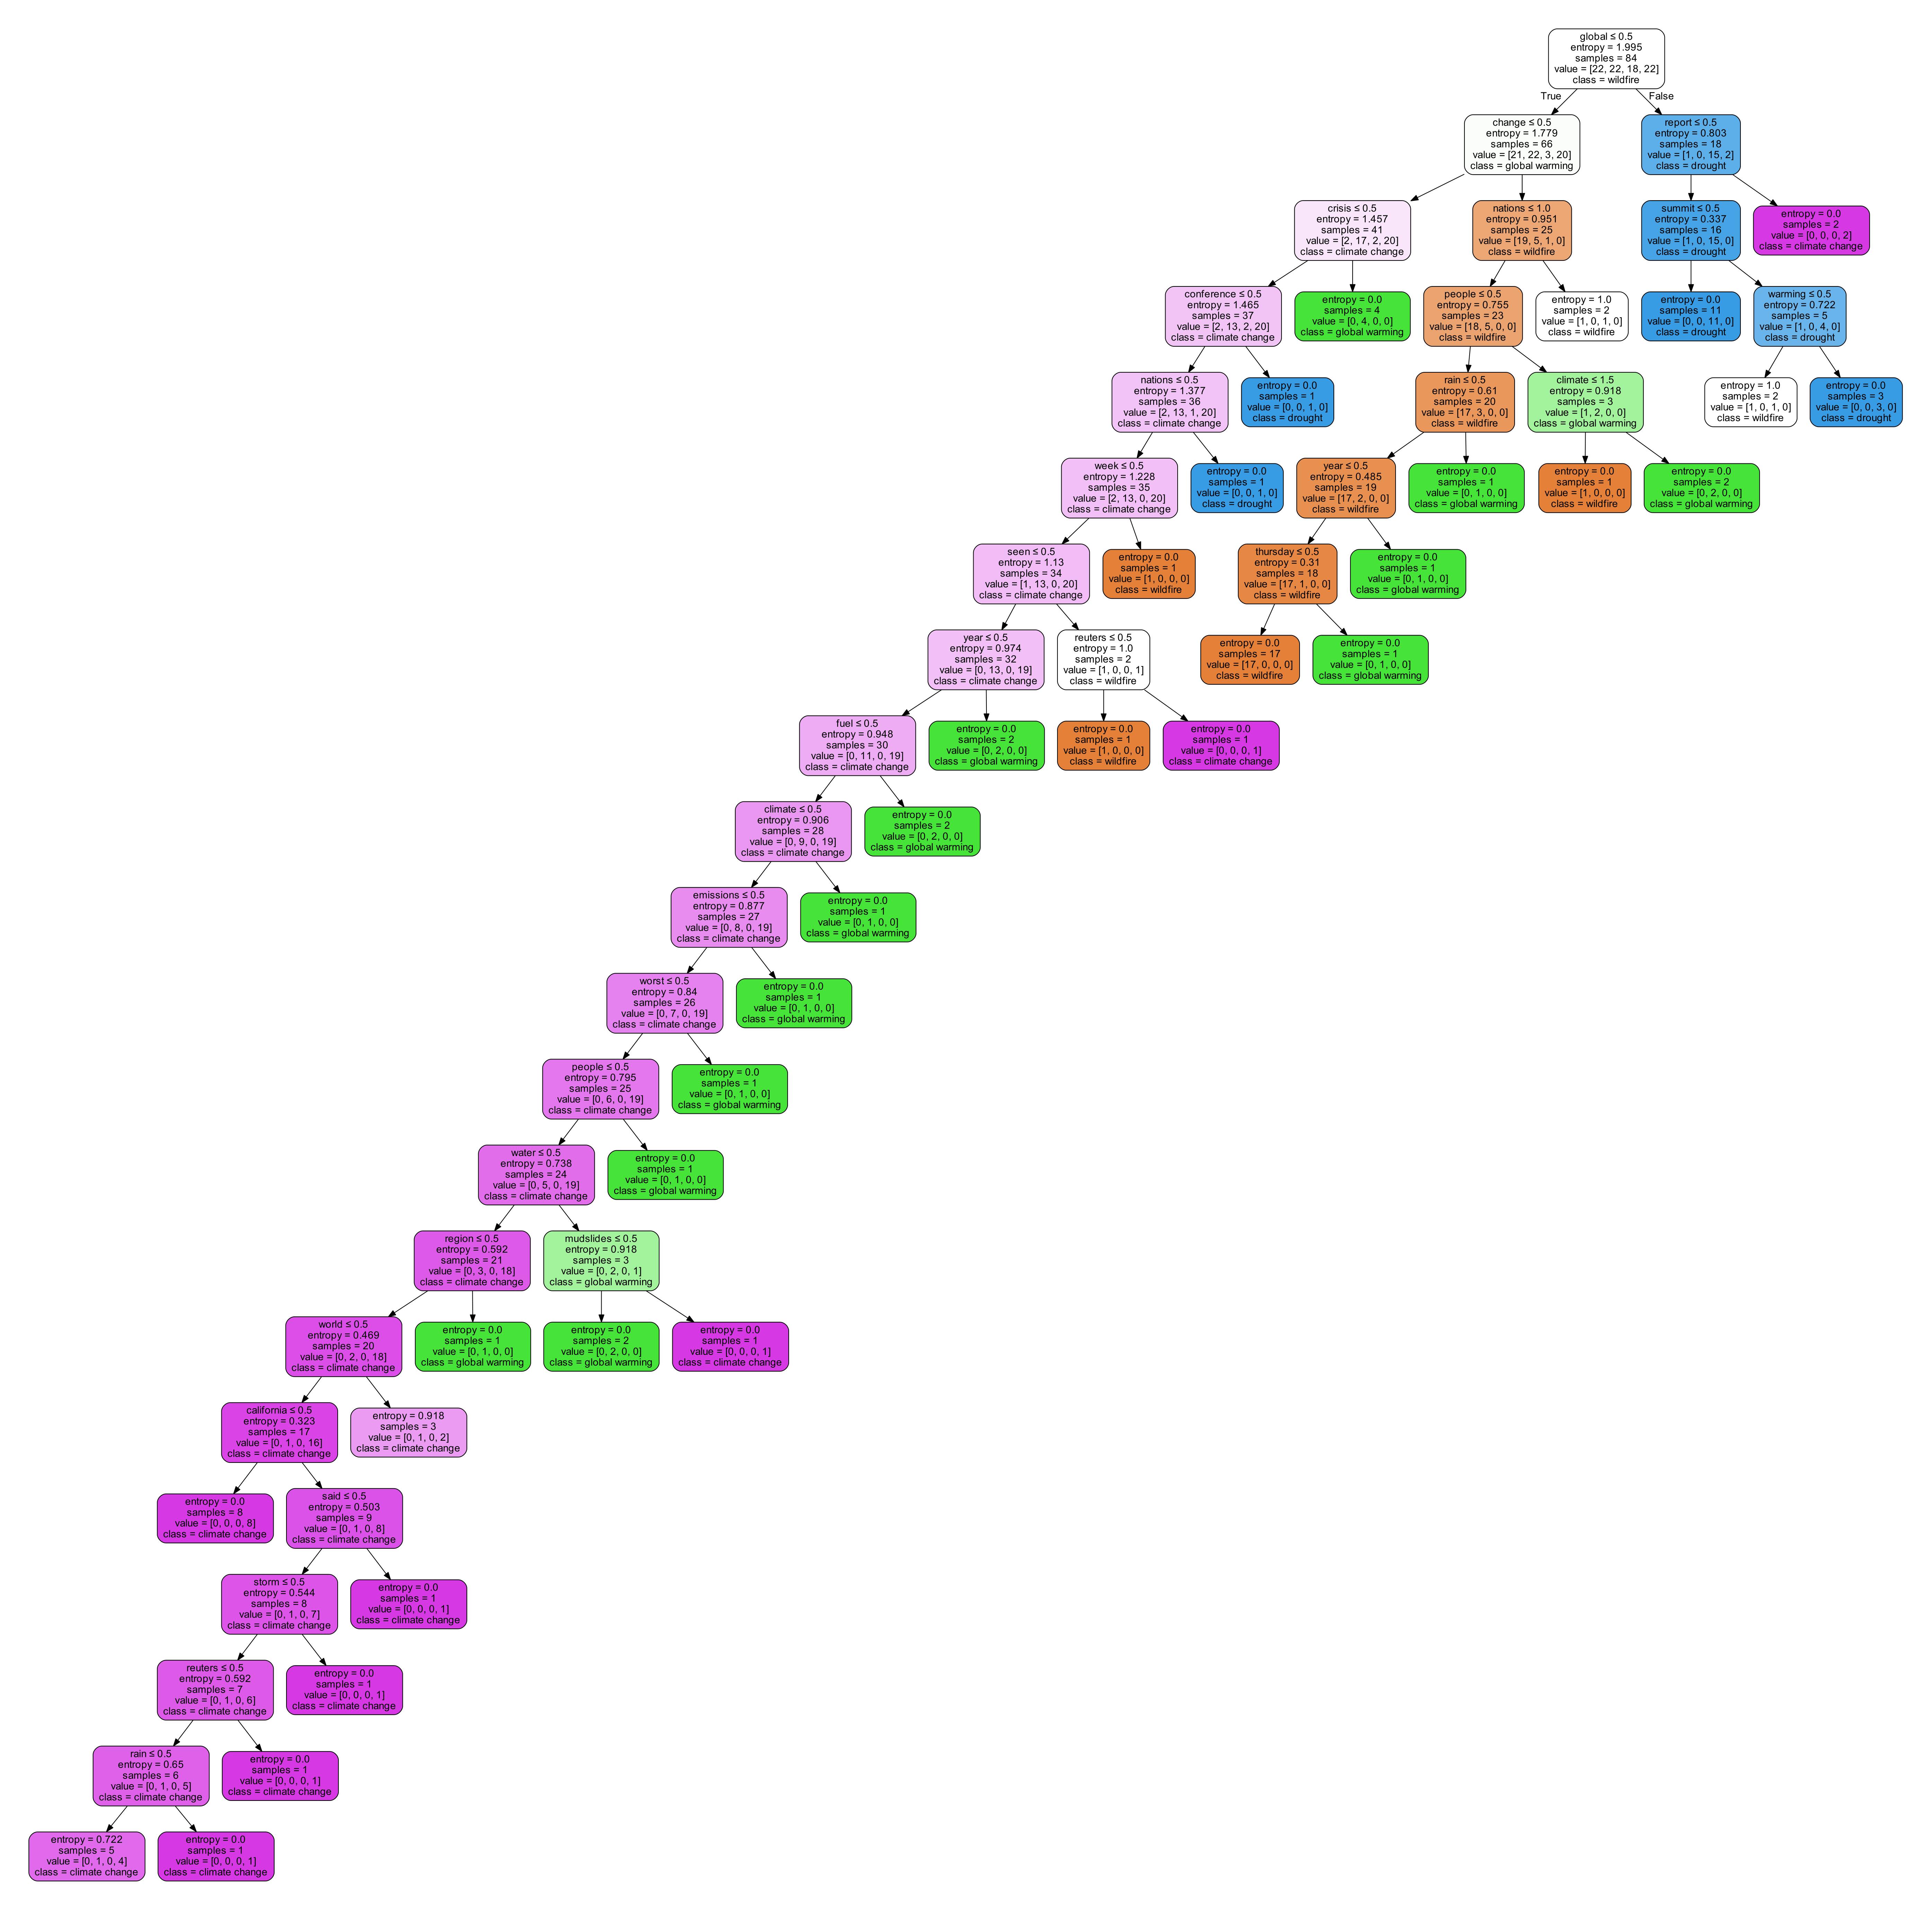 global ≤ 0.5
entropy = 1.995
samples = 84
value = [22, 22, 18, 22]
class = wildfire
True
False
change ≤ 0.5
entropy = 1.779
samples = 66
value = [21, 22, 3, 20]
class = global warming
report ≤ 0.5
entropy = 0.803
samples = 18
value = [1, 0, 15, 2]
class = drought
crisis ≤ 0.5
entropy = 1.457
samples = 41
value = [2, 17, 2, 20]
class = climate change
nations ≤ 1.0
entropy = 0.951
samples = 25
value = [19, 5, 1, 0]
class = wildfire
summit ≤ 0.5
entropy = 0.337
samples = 16
value = [1, 0, 15, 0]
class = drought
entropy = 0.0
samples = 2
value = [0, 0, 0, 2]
class = climate change
conference ≤ 0.5
entropy = 1.465
samples = 37
value = [2, 13, 2, 20]
class = climate change
entropy = 0.0
samples = 4
value = [0, 4, 0, 0]
class = global warming
people ≤ 0.5
entropy = 0.755
samples = 23
value = [18, 5, 0, 0]
class = wildfire
entropy = 1.0
samples = 2
value = [1, 0, 1, 0]
class = wildfire
entropy = 0.0
samples = 11
value = [0, 0, 11, 0]
class = drought
warming ≤ 0.5
entropy = 0.722
samples = 5
value = [1, 0, 4, 0]
class = drought
nations ≤ 0.5
entropy = 1.377
samples = 36
value = [2, 13, 1, 20]
class = climate change
entropy = 0.0
samples = 1
value = [0, 0, 1, 0]
class = drought
rain ≤ 0.5
entropy = 0.61
samples = 20
value = [17, 3, 0, 0]
class = wildfire
climate ≤ 1.5
entropy = 0.918
samples = 3
value = [1, 2, 0, 0]
class = global warming
entropy = 1.0
samples = 2
value = [1, 0, 1, 0]
class = wildfire
entropy = 0.0
samples = 3
value = [0, 0, 3, 0]
class = drought
week ≤ 0.5
entropy = 1.228
samples = 35
value = [2, 13, 0, 20]
class = climate change
entropy = 0.0
samples = 1
value = [0, 0, 1, 0]
class = drought
year ≤ 0.5
entropy = 0.485
samples = 19
value = [17, 2, 0, 0]
class = wildfire
entropy = 0.0
samples = 1
value = [0, 1, 0, 0]
class = global warming
entropy = 0.0
samples = 1
value = [1, 0, 0, 0]
class = wildfire
entropy = 0.0
samples = 2
value = [0, 2, 0, 0]
class = global warming
seen ≤ 0.5
entropy = 1.13
samples = 34
value = [1, 13, 0, 20]
class = climate change
entropy = 0.0
samples = 1
value = [1, 0, 0, 0]
class = wildfire
thursday ≤ 0.5
entropy = 0.31
samples = 18
value = [17, 1, 0, 0]
class = wildfire
entropy = 0.0
samples = 1
value = [0, 1, 0, 0]
class = global warming
year ≤ 0.5
entropy = 0.974
samples = 32
value = [0, 13, 0, 19]
class = climate change
reuters ≤ 0.5
entropy = 1.0
samples = 2
value = [1, 0, 0, 1]
class = wildfire
entropy = 0.0
samples = 17
value = [17, 0, 0, 0]
class = wildfire
entropy = 0.0
samples = 1
value = [0, 1, 0, 0]
class = global warming
fuel ≤ 0.5
entropy = 0.948
samples = 30
value = [0, 11, 0, 19]
class = climate change
entropy = 0.0
samples = 2
value = [0, 2, 0, 0]
class = global warming
entropy = 0.0
samples = 1
value = [1, 0, 0, 0]
class = wildfire
entropy = 0.0
samples = 1
value = [0, 0, 0, 1]
class = climate change
climate ≤ 0.5
entropy = 0.906
samples = 28
value = [0, 9, 0, 19]
class = climate change
entropy = 0.0
samples = 2
value = [0, 2, 0, 0]
class = global warming
emissions ≤ 0.5
entropy = 0.877
samples = 27
value = [0, 8, 0, 19]
class = climate change
entropy = 0.0
samples = 1
value = [0, 1, 0, 0]
class = global warming
worst ≤ 0.5
entropy = 0.84
samples = 26
value = [0, 7, 0, 19]
class = climate change
entropy = 0.0
samples = 1
value = [0, 1, 0, 0]
class = global warming
people ≤ 0.5
entropy = 0.795
samples = 25
value = [0, 6, 0, 19]
class = climate change
entropy = 0.0
samples = 1
value = [0, 1, 0, 0]
class = global warming
water ≤ 0.5
entropy = 0.738
samples = 24
value = [0, 5, 0, 19]
class = climate change
entropy = 0.0
samples = 1
value = [0, 1, 0, 0]
class = global warming
region ≤ 0.5
entropy = 0.592
samples = 21
value = [0, 3, 0, 18]
class = climate change
mudslides ≤ 0.5
entropy = 0.918
samples = 3
value = [0, 2, 0, 1]
class = global warming
world ≤ 0.5
entropy = 0.469
samples = 20
value = [0, 2, 0, 18]
class = climate change
entropy = 0.0
samples = 1
value = [0, 1, 0, 0]
class = global warming
entropy = 0.0
samples = 2
value = [0, 2, 0, 0]
class = global warming
entropy = 0.0
samples = 1
value = [0, 0, 0, 1]
class = climate change
california ≤ 0.5
entropy = 0.323
samples = 17
value = [0, 1, 0, 16]
class = climate change
entropy = 0.918
samples = 3
value = [0, 1, 0, 2]
class = climate change
entropy = 0.0
samples = 8
value = [0, 0, 0, 8]
class = climate change
said ≤ 0.5
entropy = 0.503
samples = 9
value = [0, 1, 0, 8]
class = climate change
storm ≤ 0.5
entropy = 0.544
samples = 8
value = [0, 1, 0, 7]
class = climate change
entropy = 0.0
samples = 1
value = [0, 0, 0, 1]
class = climate change
reuters ≤ 0.5
entropy = 0.592
samples = 7
value = [0, 1, 0, 6]
class = climate change
entropy = 0.0
samples = 1
value = [0, 0, 0, 1]
class = climate change
rain ≤ 0.5
entropy = 0.65
samples = 6
value = [0, 1, 0, 5]
class = climate change
entropy = 0.0
samples = 1
value = [0, 0, 0, 1]
class = climate change
entropy = 0.722
samples = 5
value = [0, 1, 0, 4]
class = climate change
entropy = 0.0
samples = 1
value = [0, 0, 0, 1]
class = climate change